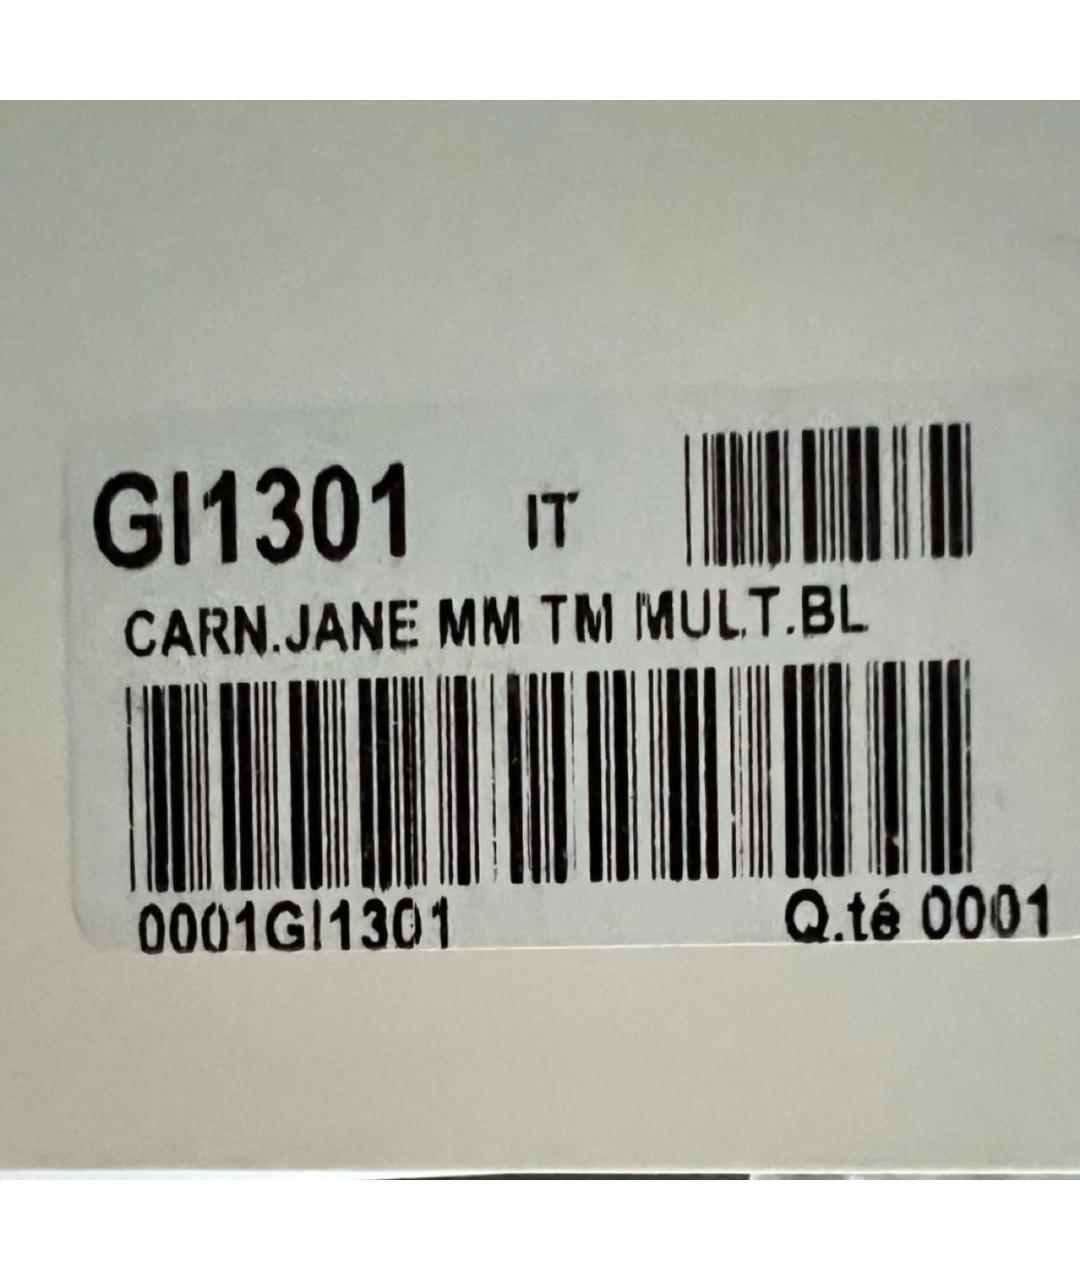 GI1301 IT
CARN.JANE MM TM MULT.BL
0001GI1301 Q.té 0001